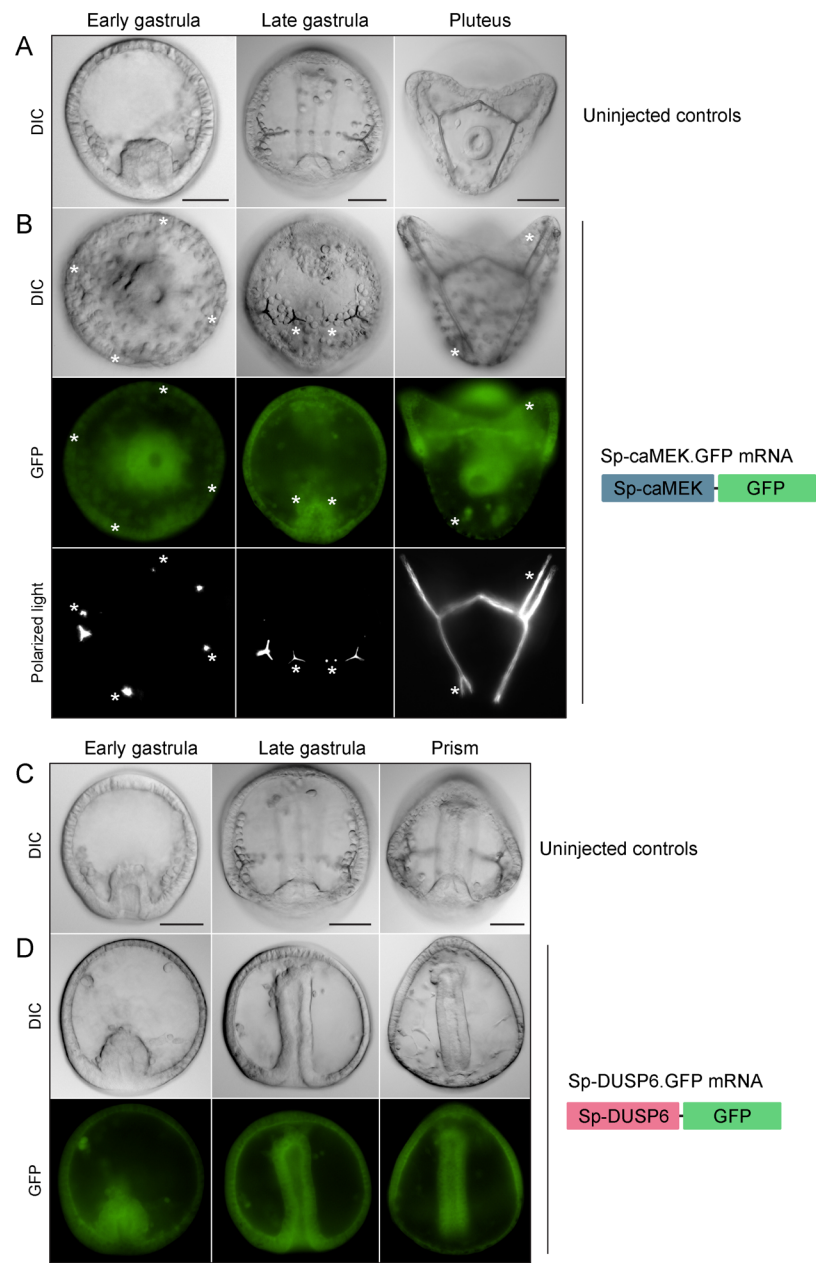 Early gastrula
Late gastrula
Pluteus
A
DIC
Uninjected controls
B
DIC
*
*
*
*
*
*
*
*
GFP
*
*
*
*
*
*
*
*
Sp-caMEK.GFP mRNA
Sp-caMEK
GFP
Polarized light
*
*
*
*
*
*
*
*
Early gastrula
Late gastrula
Prism
C
DIC
Uninjected controls
D
DIC
Sp-DUSP6.GFP mRNA
Sp-DUSP6
GFP
GFP